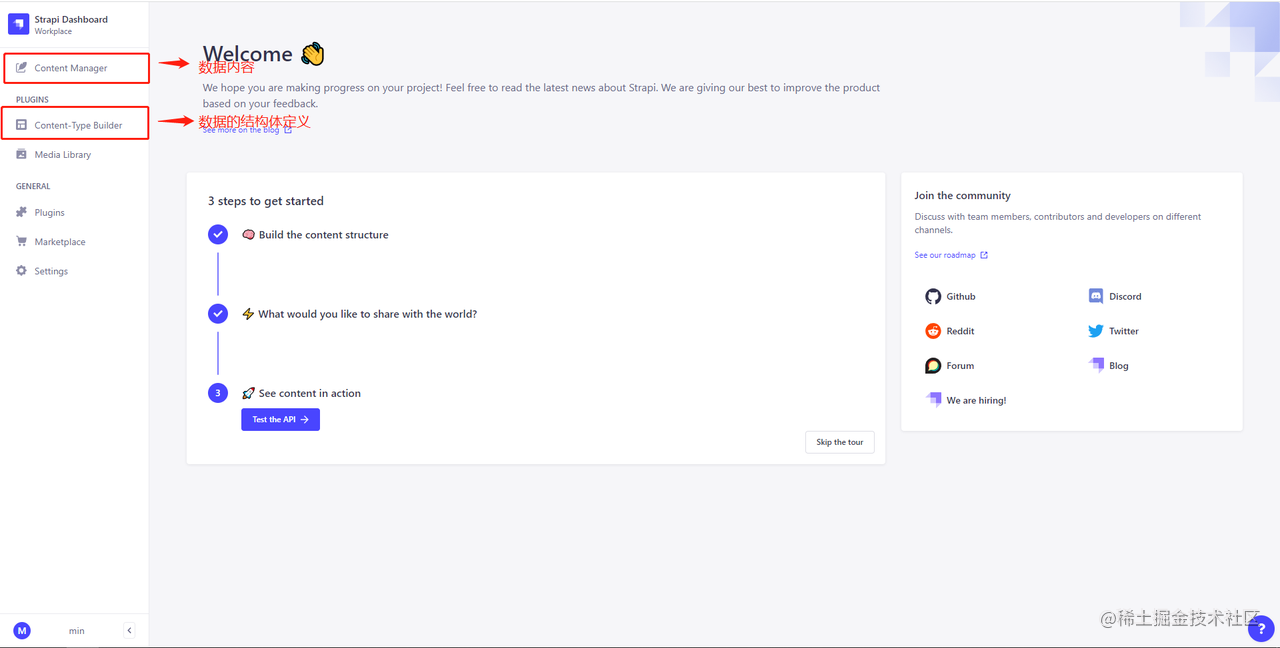 Strapi Dashboard
Workplace
Content Manager
PLUGINS
Content-Type Builder
Media Library
GENERAL
Plugins
Marketplace
Settings
M
min
Welcome
数据内容
We hope you are making progress on your project! Feel free to read the latest news about Strapi. We are giving our best to improve the product
based on your feedback.
数据的结构体定义
See more on the blog
3 steps to get started
Build the content structure
What would you like to share with the world?
3
See content in action
Test the API
Skip the tour
Join the community
Discuss with team members, contributors and developers on different
channels.
See our roadmap
Github
Discord
Reddit
Twitter
Forum
Blog
We are hiring!
@稀土掘金技术社区
?